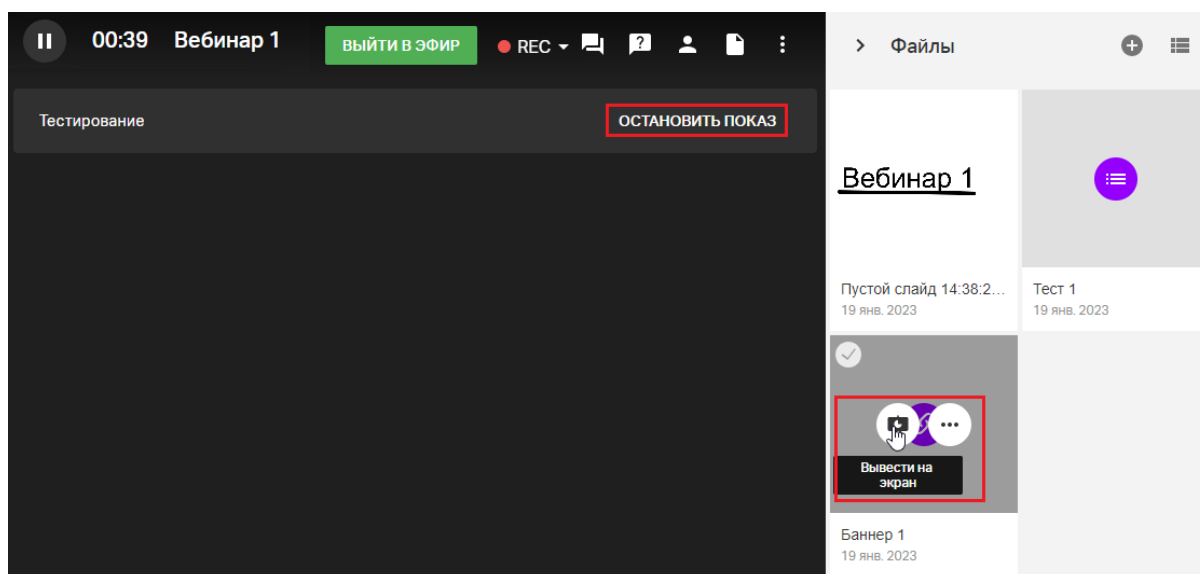 00:39 Вебинар 1 ВЫЙТИ В ЭФИР REC
Тестирование ОСТАНОВИТЬ ПОКАЗ
Файлы
Вебинар 1
Пустой слайд 14:38:2...
19 янв. 2023
Тест 1
19 янв. 2023
Вывести на
экран
Баннер 1
19 янв. 2023